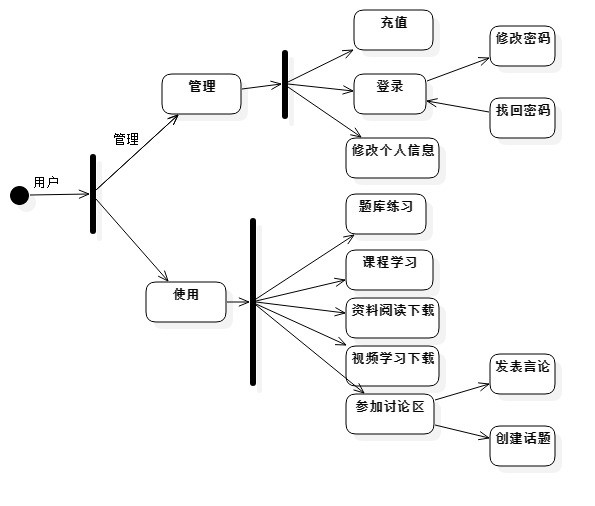 充值
修改密码
管理
登录
找回密码
管理
修改个人信息
用户
题库练习
课程学习
使用
资料阅读下载
视频学习下载
发表言论
参加讨论区
创建话题